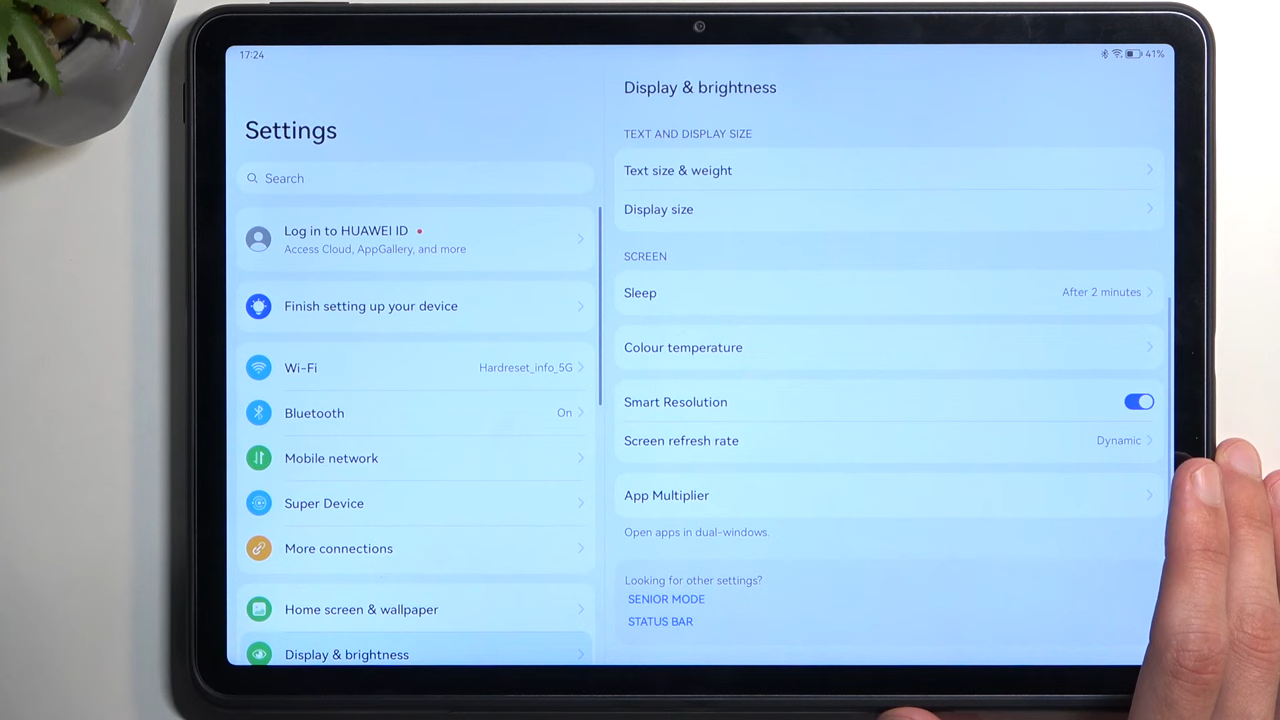 17:24
41%
Settings
Search
Log in to HUAWEI ID
Access Cloud, AppGallery, and more
Finish setting up your device
Wi-Fi
Hardreset_info_5G
Bluetooth
On
Mobile network
Super Device
More connections
Home screen & wallpaper
Display & brightness
Display & brightness
TEXT AND DISPLAY SIZE
Text size & weight
Display size
SCREEN
Sleep
After 2 minutes
Colour temperature
Smart Resolution
Screen refresh rate
Dynamic
App Multiplier
Open apps in dual-windows.
Looking for other settings?
SENIOR MODE
STATUS BAR